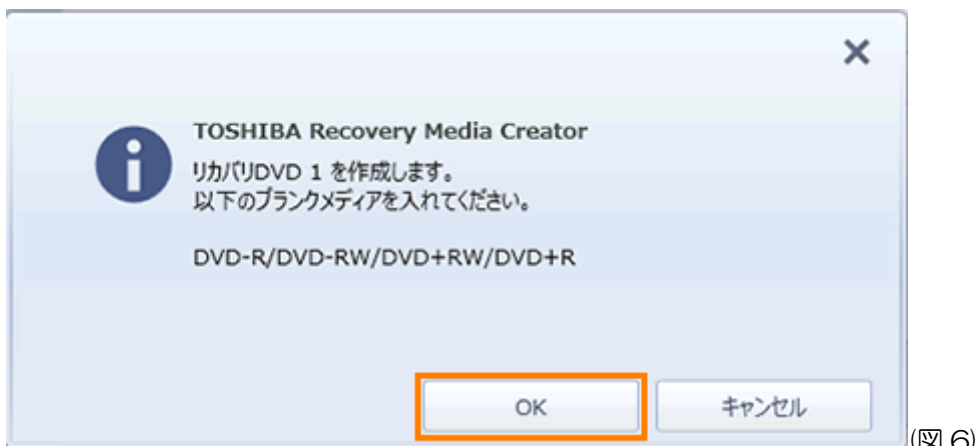 TOSHIBA Recovery Media Creator
リカバリDVD 1 を作成します。
以下のブランクメディアを入れてください。
DVD-R/DVD-RW/DVD+RW/DVD+R
OK
キャンセル
(図 6)